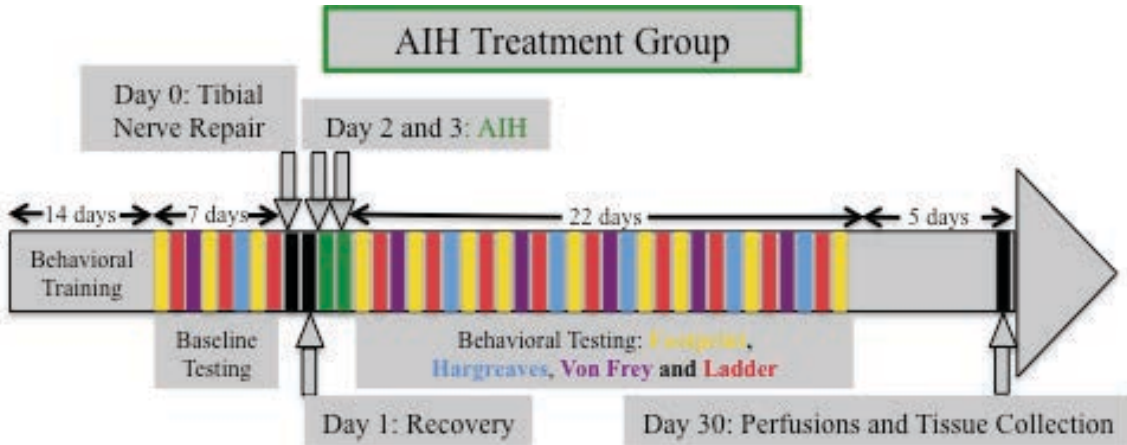 AIH Treatment Group
Day 0: Tibial
Nerve Repair
Day 2 and 3: AIH
14 days
7 days
22 days
5 days
Behavioral
Training
Baseline
Testing
Behavioral Testing: Footprint,
Hargreaves, Von Frey and Ladder
Day 1: Recovery
Day 30: Perfusions and Tissue Collection